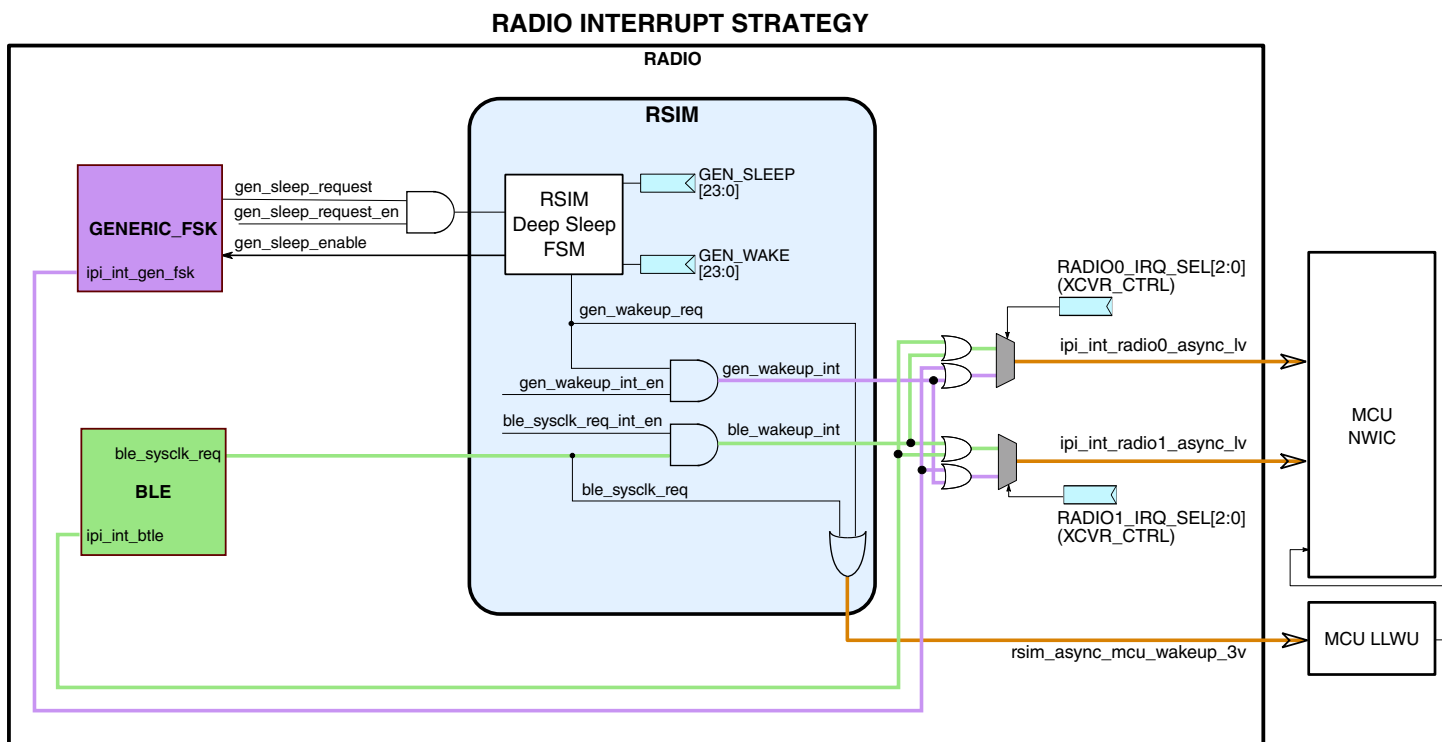 RADIO INTERRUPT STRATEGY
RADIO
RSIM
GENERIC_FSK
ipi_int_gen_fsk
gen_sleep_request
gen_sleep_request_en
gen_sleep_enable
RSIM
Deep Sleep
FSM
GEN_SLEEP
[23:0]
GEN_WAKE
[23:0]
gen_wakeup_req
gen_wakeup_int_en
gen_wakeup_int
ble_sysclk_req_int_en
ble_wakeup_int
ble_sysclk_req
BLE
ipi_int_btle
ble_sysclk_req
RADIO0_IRQ_SEL[2:0]
(XCVR_CTRL)
ipi_int_radio0_async_lv
ipi_int_radio1_async_lv
RADIO1_IRQ_SEL[2:0]
(XCVR_CTRL)
MCU
NWIC
rsim_async_mcu_wakeup_3v
MCU LLWU